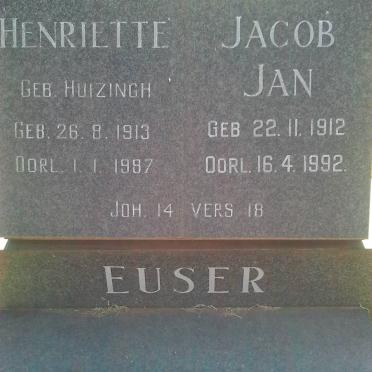 HENRIETTE
GEB. HUIZINGH
GEB. 26. 8. 1913
OORL. 1. 1. 1987
JACOB
JAN
GEB 22. 11. 1912
OORL. 16. 4. 1992.
JOH. 14 VERS 18
EUSER